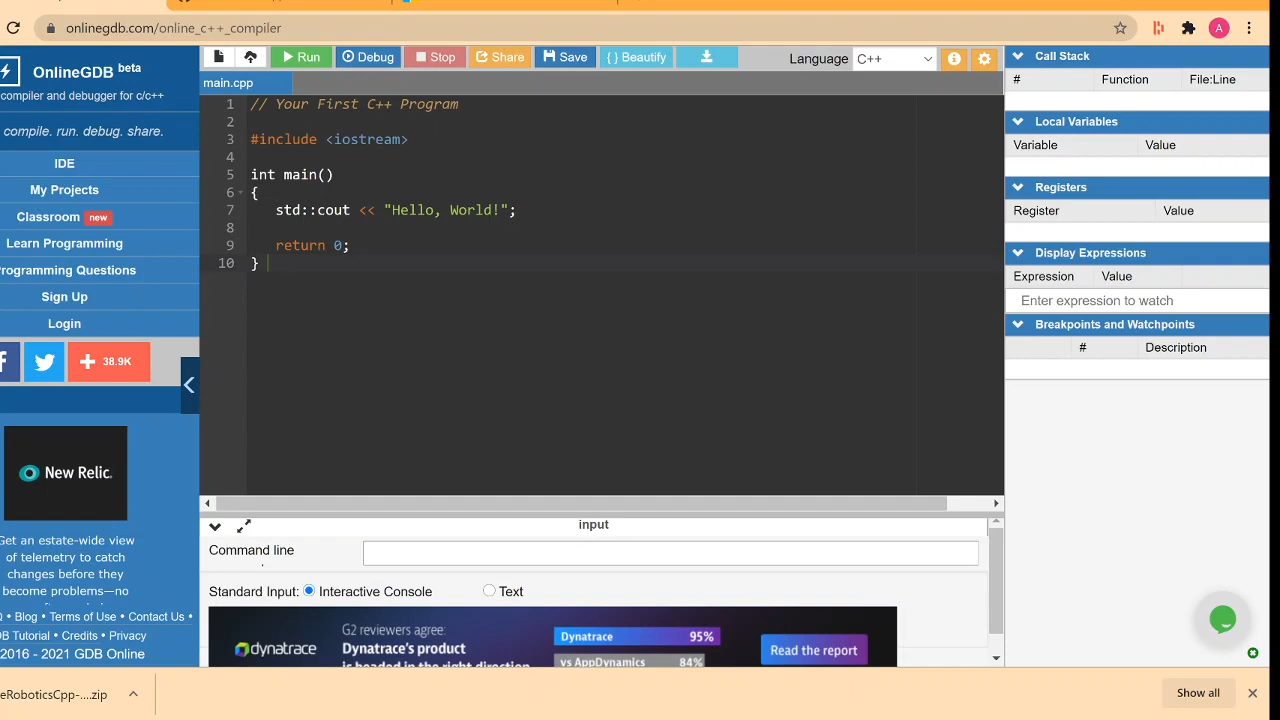 onlinegdb.com/online_c++_compiler
A
OnlineGDB beta
compiler and debugger for c/c++
compile. run. debug. share.
IDE
My Projects
Classroom new
Learn Programming
Programming Questions
Sign Up
Login
38.9K
New Relic.
Get an estate-wide view
of telemetry to catch
changes before they
become problems—no
• Blog • Terms of Use • Contact Us •
GB Tutorial • Credits • Privacy
2016 - 2021 GDB Online
Run
Debug
Stop
Share
Save
{ } Beautify
Language C++
main.cpp
1 // Your First C++ Program
2
3 #include <iostream>
4
5 int main()
6 {
7 std::cout << "Hello, World!";
8
9 return 0;
10 }
input
Command line
Standard Input: Interactive Console Text
dynatrace
G2 reviewers agree:
Dynatrace's product
is headed in the right direction
Dynatrace 95%
vs AppDynamics 84%
Read the report
Call Stack
# Function File:Line
Local Variables
Variable Value
Registers
Register Value
Display Expressions
Expression Value
Enter expression to watch
Breakpoints and Watchpoints
# Description
eRoboticsCpp-....zip
Show all